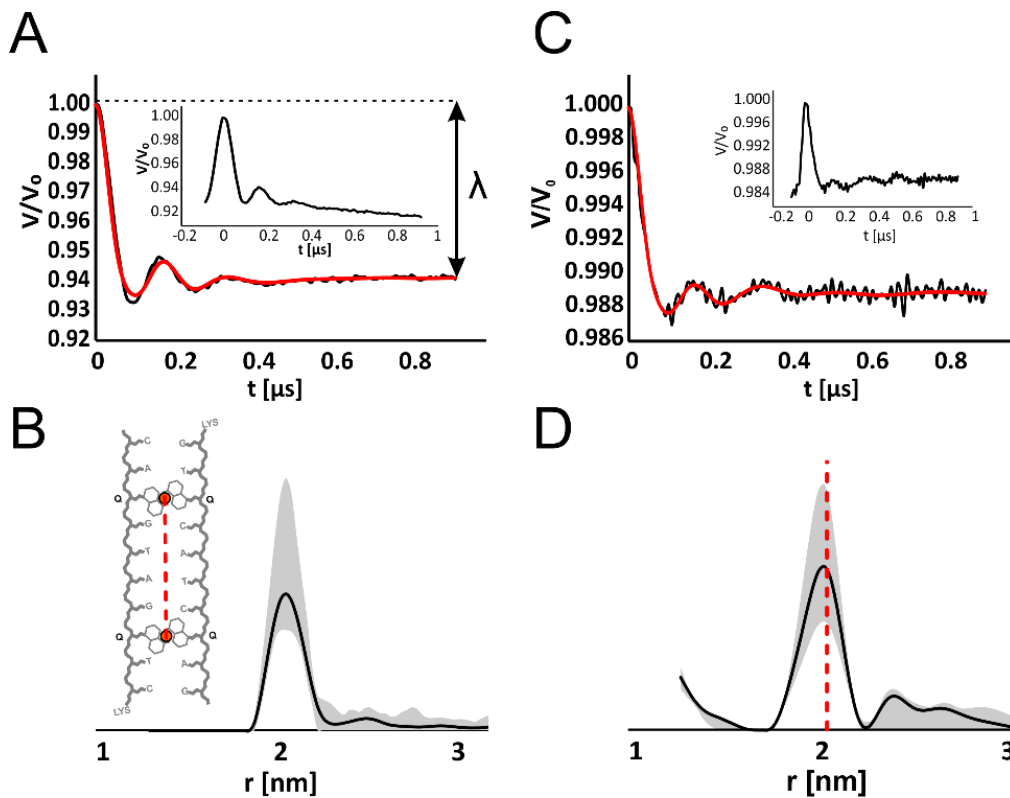 A
1.00
0.99
0.98
0.97
0.96
0.95
0.94
0.93
0.92
V/V₀
0 0.2 0.4 0.6 0.8
t [µs]
λ
1.00
0.98
0.96
0.94
0.92
V/V₀
-0.2 0 0.2 0.4 0.6 0.8 1
t [µs]
C
1.000
0.998
0.996
0.994
0.993
0.991
0.990
0.988
0.986
V/V₀
0 0.2 0.4 0.6 0.8
t [µs]
1.000
0.996
0.992
0.988
0.984
V/V₀
-0.2 0 0.2 0.4 0.6 0.8 1
t [µs]
B
LYS
C G
A T
Q Q
G C
T A
A T
G C
Q Q
T A
C G
LYS
1 2 3
r [nm]
D
1 2 3
r [nm]